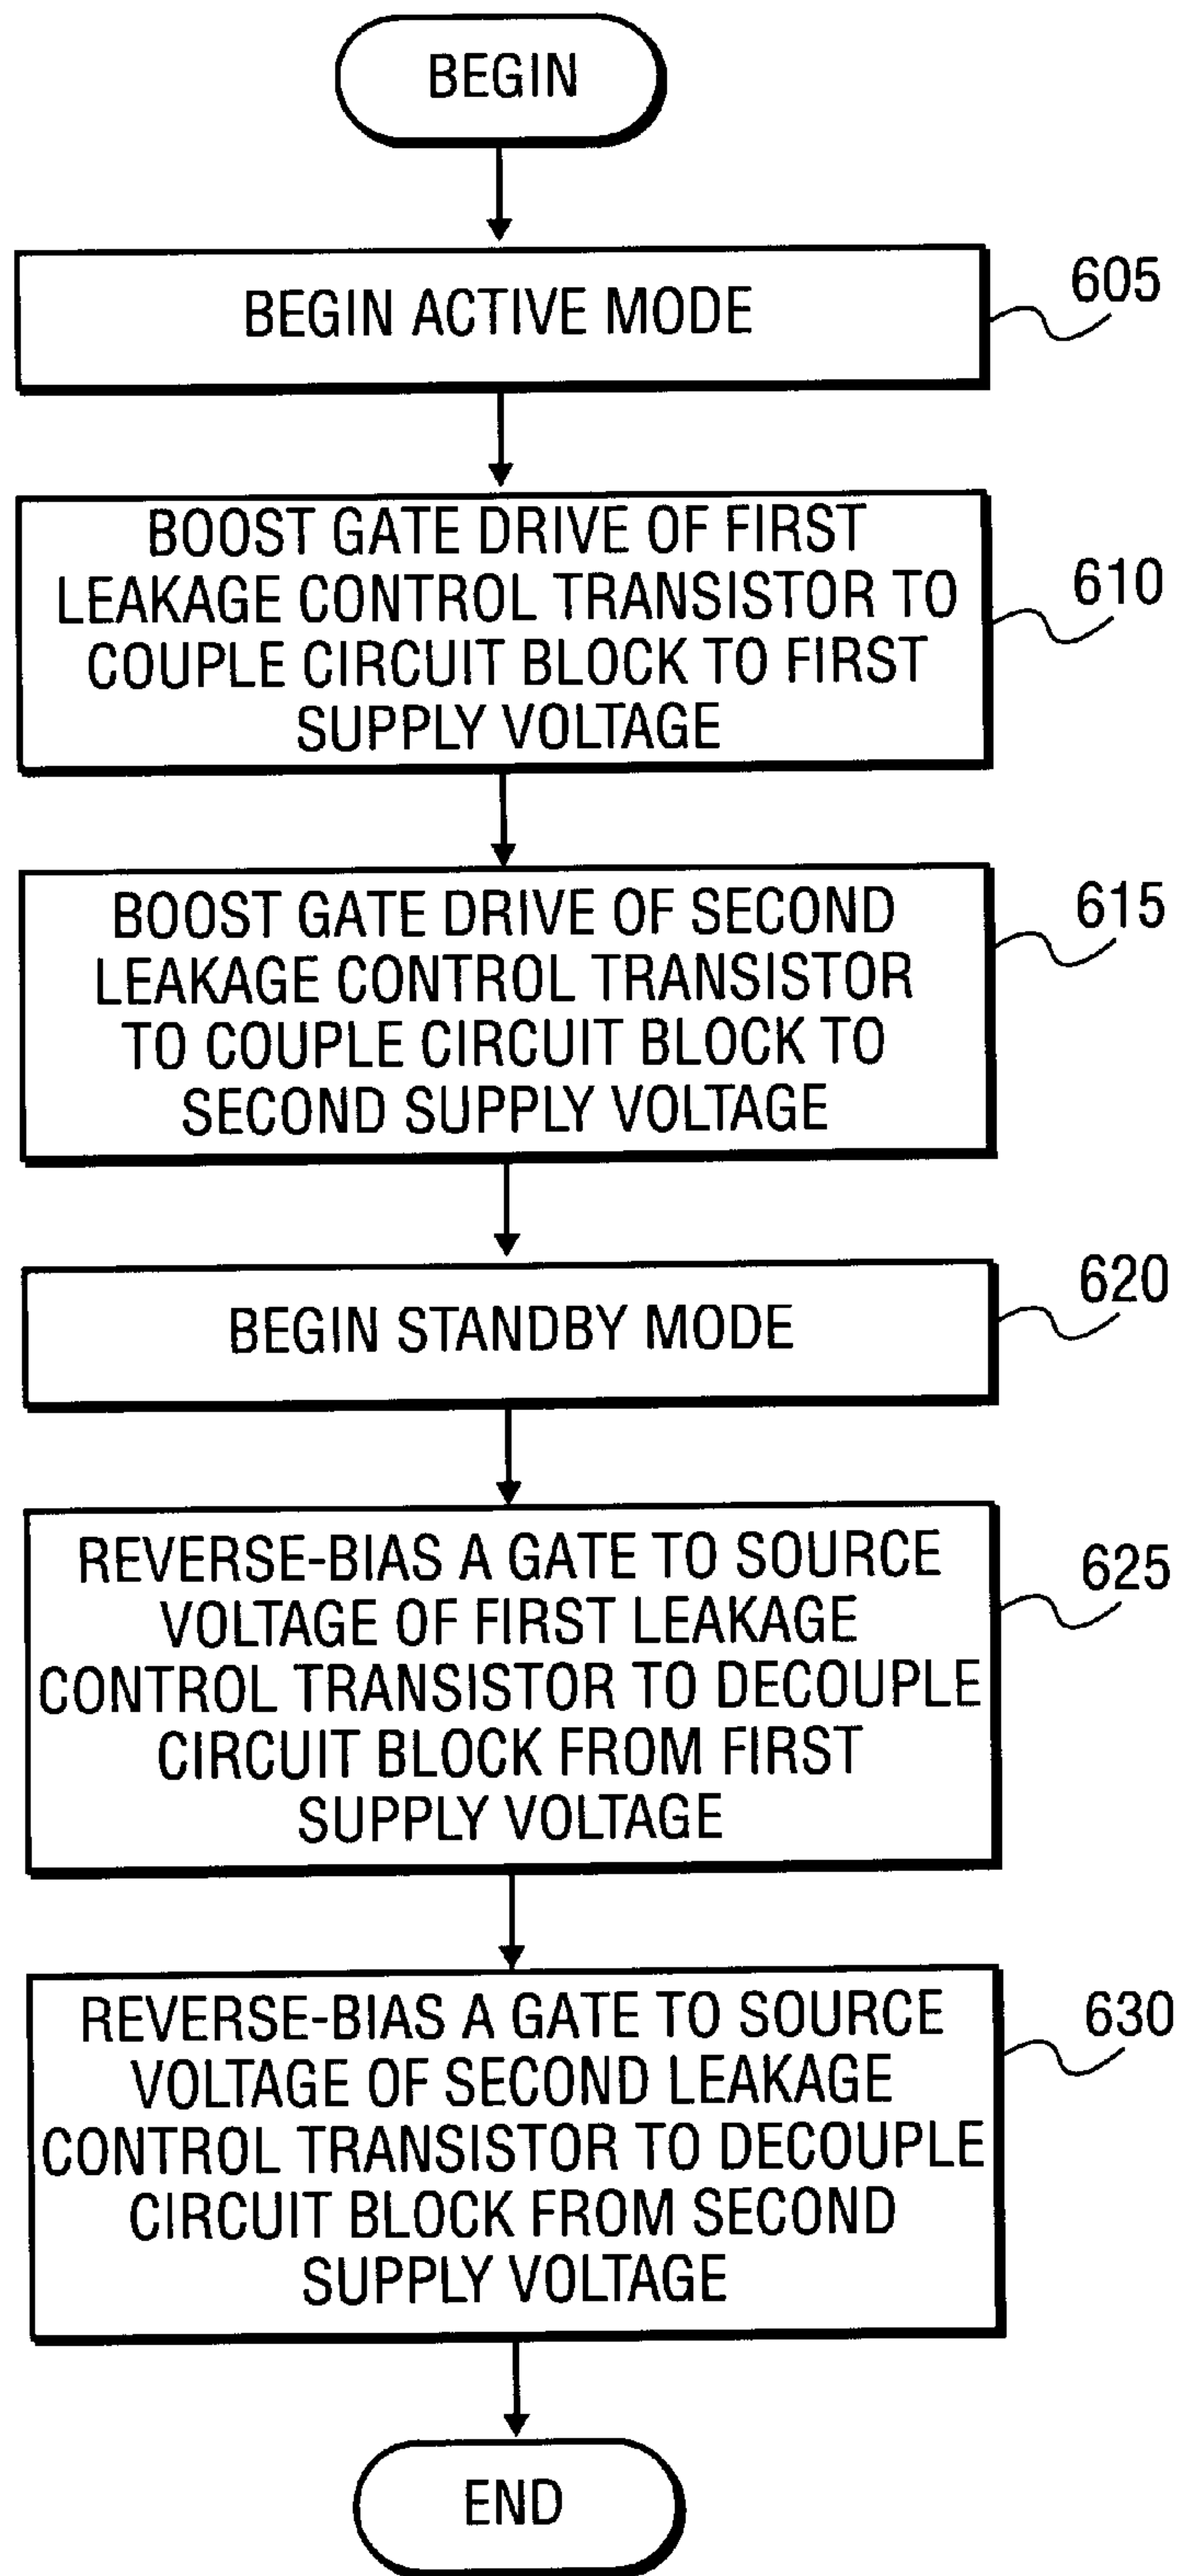 BEGIN
BEGIN ACTIVE MODE
605
BOOST GATE DRIVE OF FIRST
LEAKAGE CONTROL TRANSISTOR TO
COUPLE CIRCUIT BLOCK TO FIRST
SUPPLY VOLTAGE
610
BOOST GATE DRIVE OF SECOND
LEAKAGE CONTROL TRANSISTOR
TO COUPLE CIRCUIT BLOCK TO
SECOND SUPPLY VOLTAGE
615
BEGIN STANDBY MODE
620
REVERSE-BIAS A GATE TO SOURCE
VOLTAGE OF FIRST LEAKAGE
CONTROL TRANSISTOR TO DECOUPLE
CIRCUIT BLOCK FROM FIRST
SUPPLY VOLTAGE
625
REVERSE-BIAS A GATE TO SOURCE
VOLTAGE OF SECOND LEAKAGE
CONTROL TRANSISTOR TO DECOUPLE
CIRCUIT BLOCK FROM SECOND
SUPPLY VOLTAGE
630
END